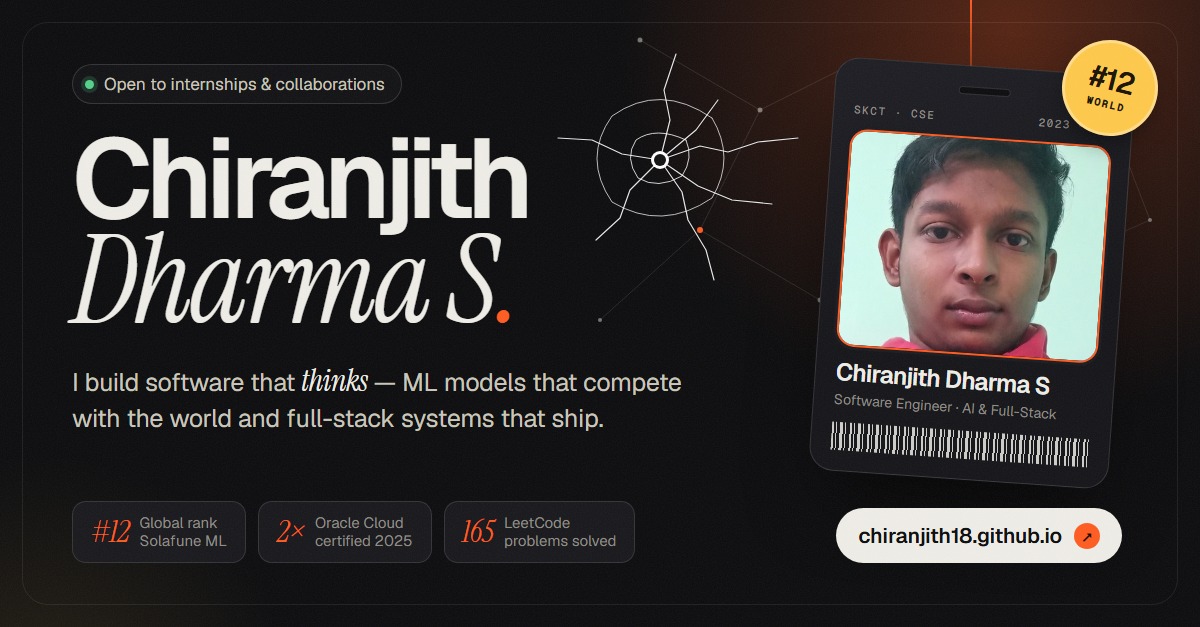 Open to internships & collaborations
Chiranjith
Dharma S.
I build software that thinks — ML models that compete
with the world and full-stack systems that ship.
#12 Global rank
Solafune ML
2× Oracle Cloud
certified 2025
165 LeetCode
problems solved
#12
WORLD
SKCT · CSE
2023
Chiranjith Dharma S
Software Engineer · AI & Full-Stack
chiranjith18.github.io ↗